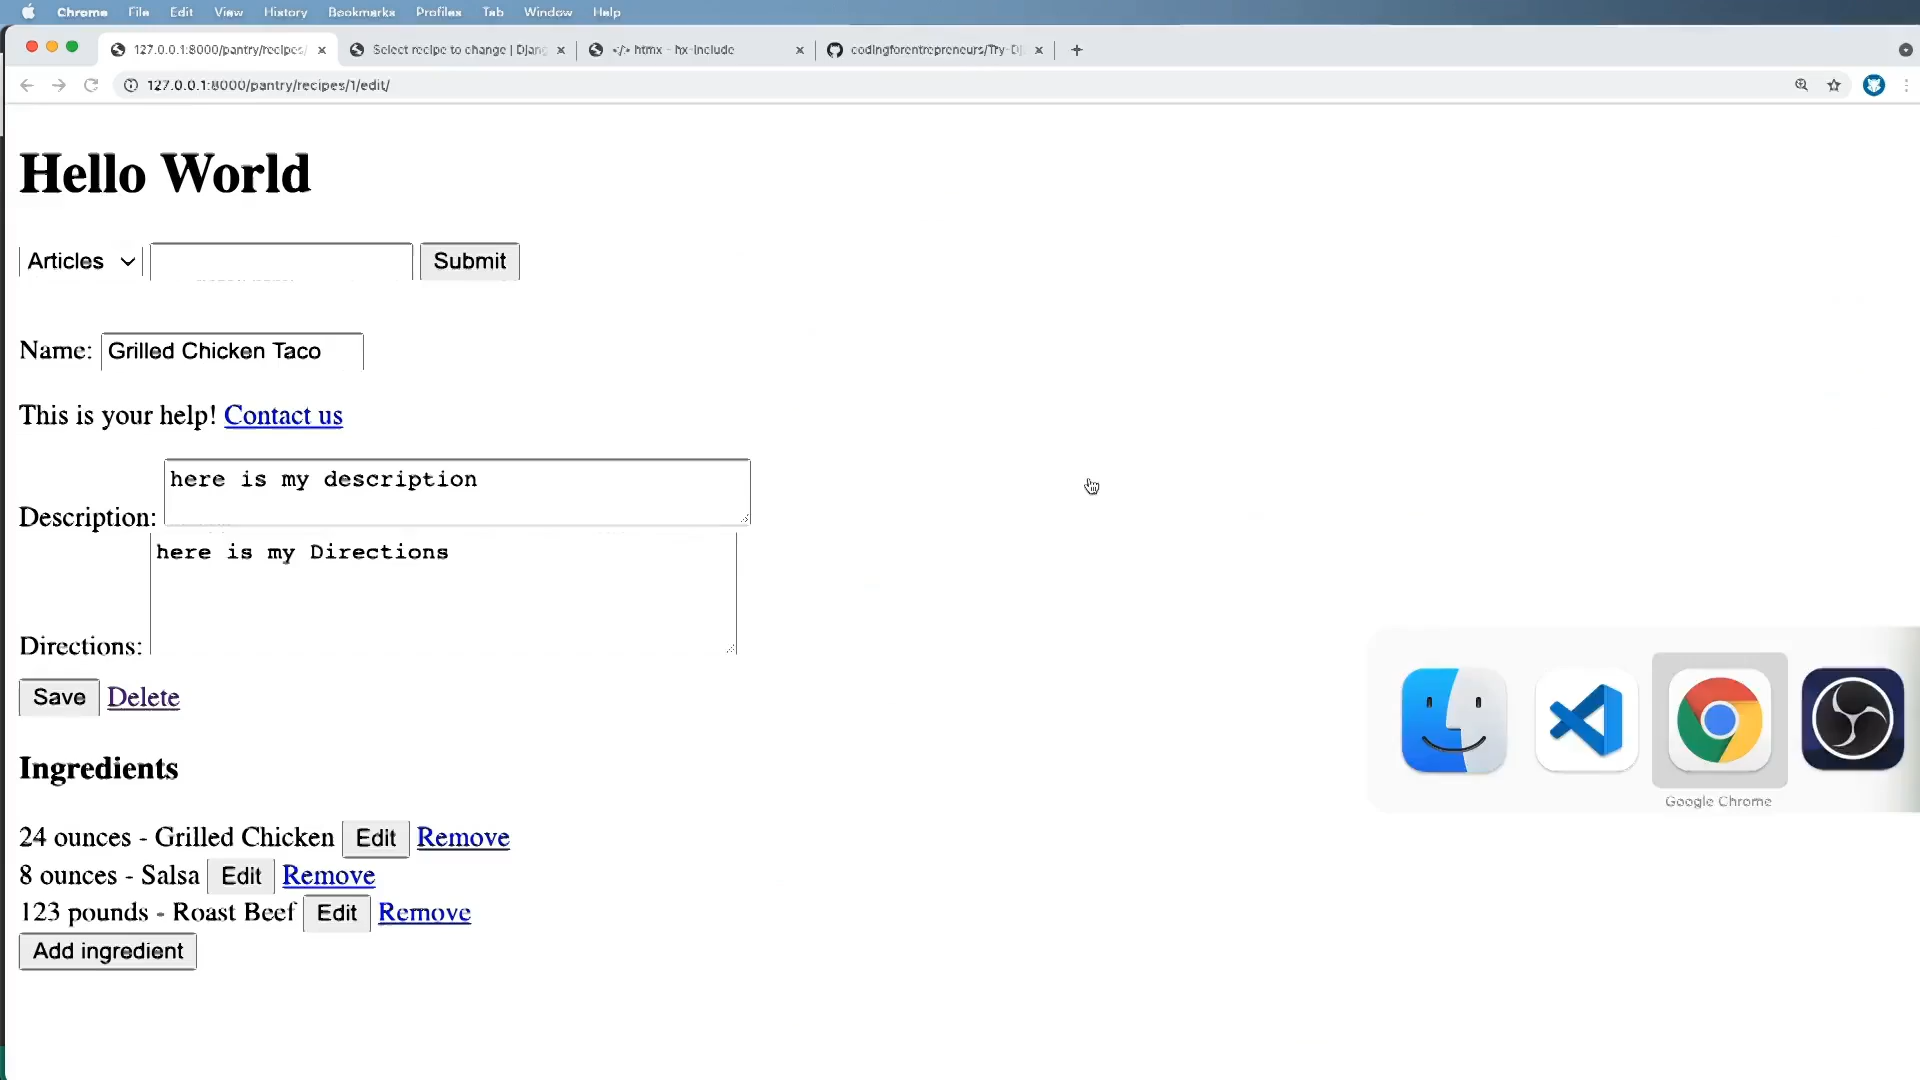 Chrome File Edit View History Bookmarks Profiles Tab Window Help
127.0.0.1:8000/pantry/recipes/ Select recipe to change | Djang </> htmx - hx-include codingforentrepreneurs/Try-Dj
127.0.0.1:8000/pantry/recipes/1/edit/
Hello World
Articles Submit
Name: Grilled Chicken Taco
This is your help! Contact us
here is my description
Description:
here is my Directions
Directions:
Save Delete
Ingredients
Google Chrome
24 ounces - Grilled Chicken Edit Remove
8 ounces - Salsa Edit Remove
123 pounds - Roast Beef Edit Remove
Add ingredient